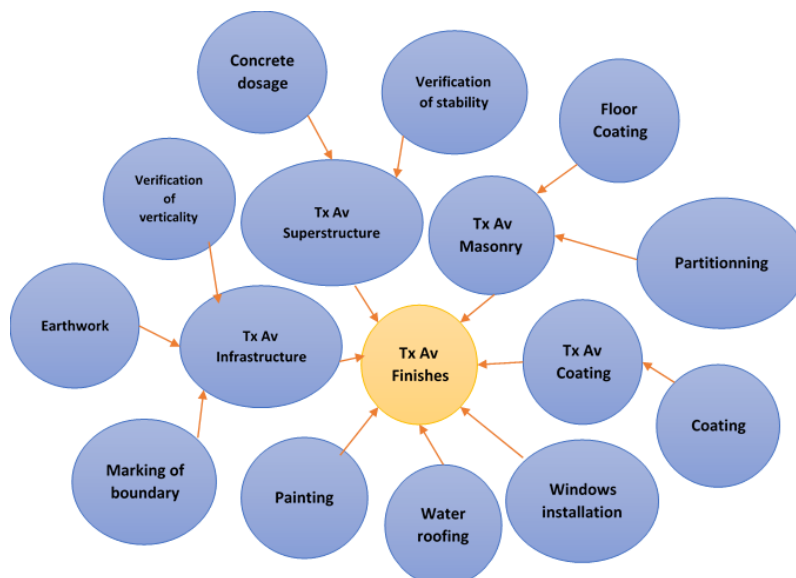 Concrete
dosage
Verification
of stability
Floor
Coating
Verification
of
verticality
Tx Av
Superstructure
Tx Av
Masonry
Partitionning
Earthwork
Tx Av
Infrastructure
Tx Av
Finishes
Tx Av
Coating
Coating
Marking of
boundary
Painting
Water
roofing
Windows
installation